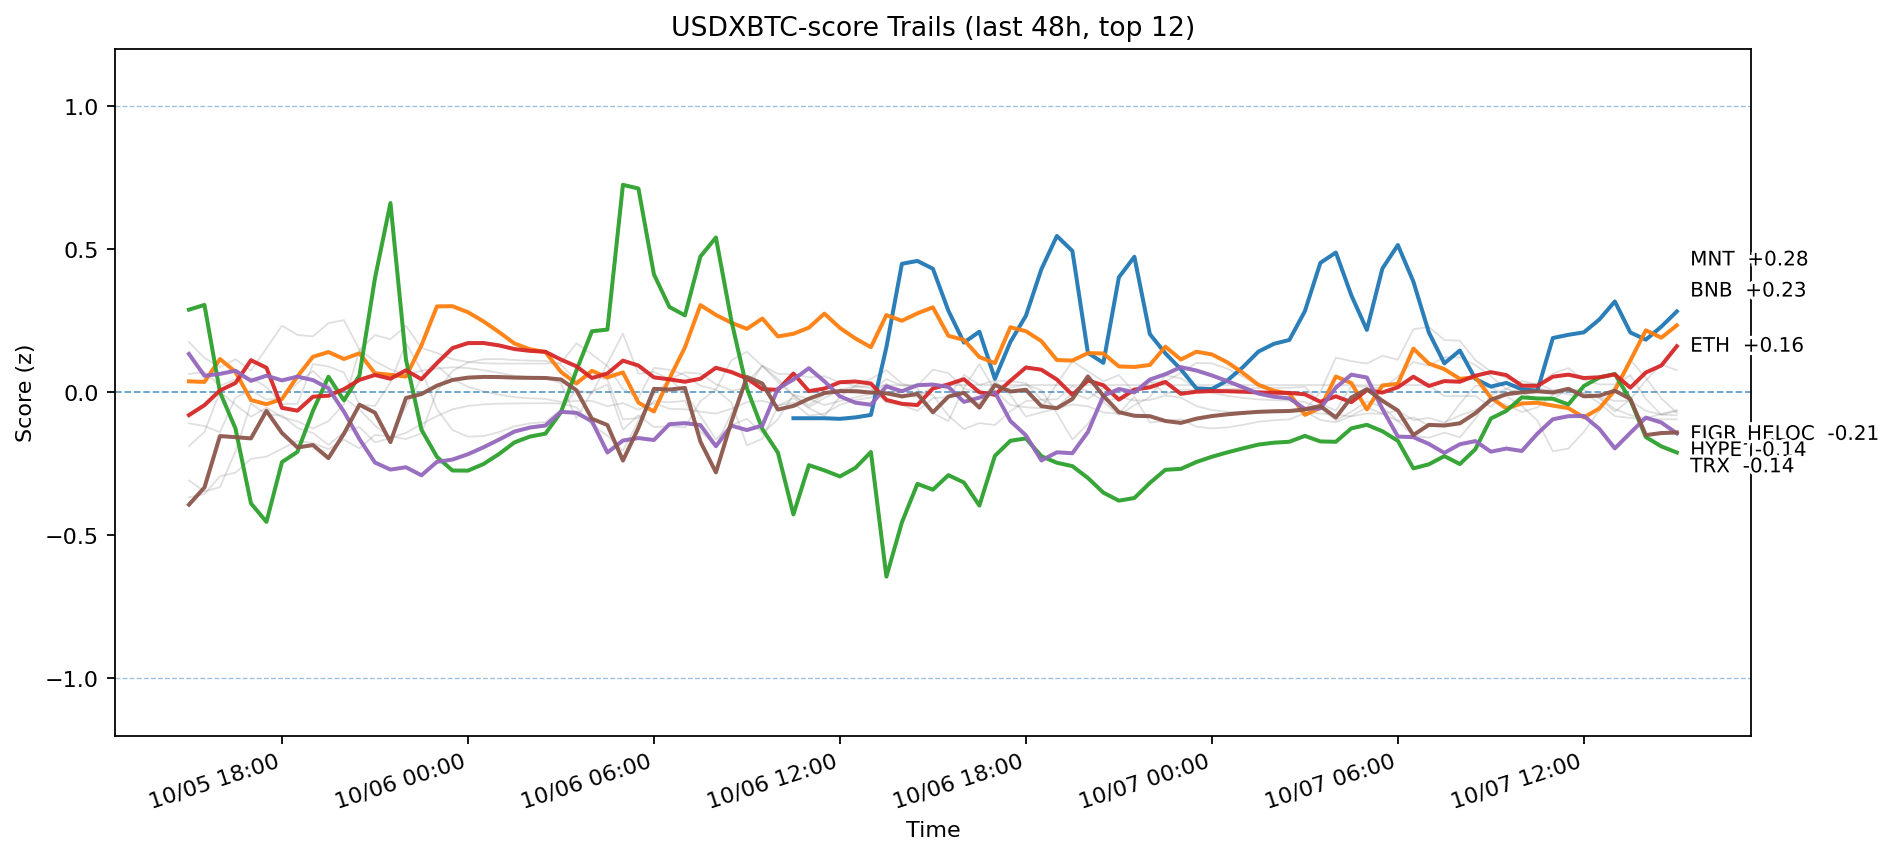 USDXBTC-score Trails (last 48h, top 12)
Score (z)
1.0
0.5
0.0
−0.5
−1.0
MNT +0.28
BNB +0.23
ETH +0.16
FIGR_HELOC -0.21
HYPE -0.14
TRX -0.14
10/05 18:00
10/06 00:00
10/06 06:00
10/06 12:00
10/06 18:00
10/07 00:00
10/07 06:00
10/07 12:00
Time